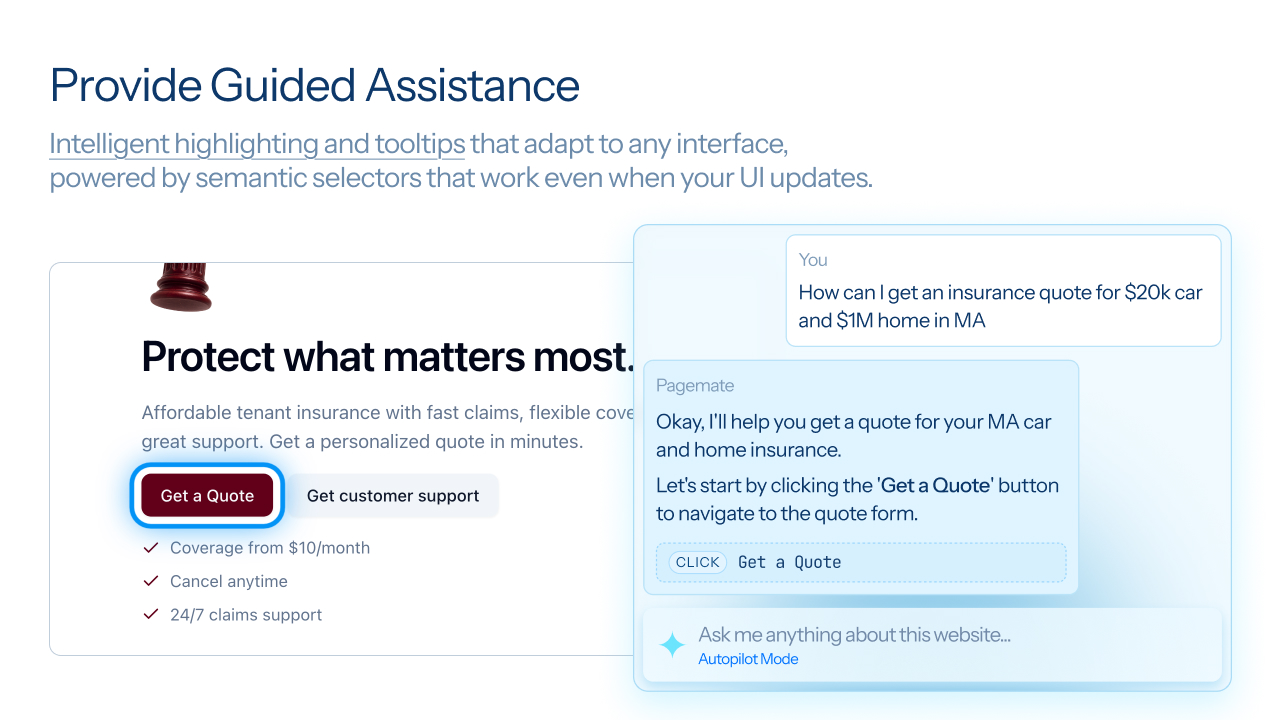 Provide Guided Assistance
Intelligent highlighting and tooltips that adapt to any interface,
powered by semantic selectors that work even when your UI updates.
Protect what matters most.
Affordable tenant insurance with fast claims, flexible
great support. Get a personalized quote in minutes.
Get a Quote
Get customer support
Coverage from $10/month
Cancel anytime
24/7 claims support
You
How can I get an insurance quote for $20k car
and $1M home in MA
Pagemate
Okay, I'll help you get a quote for your MA car
and home insurance.
Let's start by clicking the 'Get a Quote' button
to navigate to the quote form.
CLICK Get a Quote
Ask me anything about this website...
Autopilot Mode